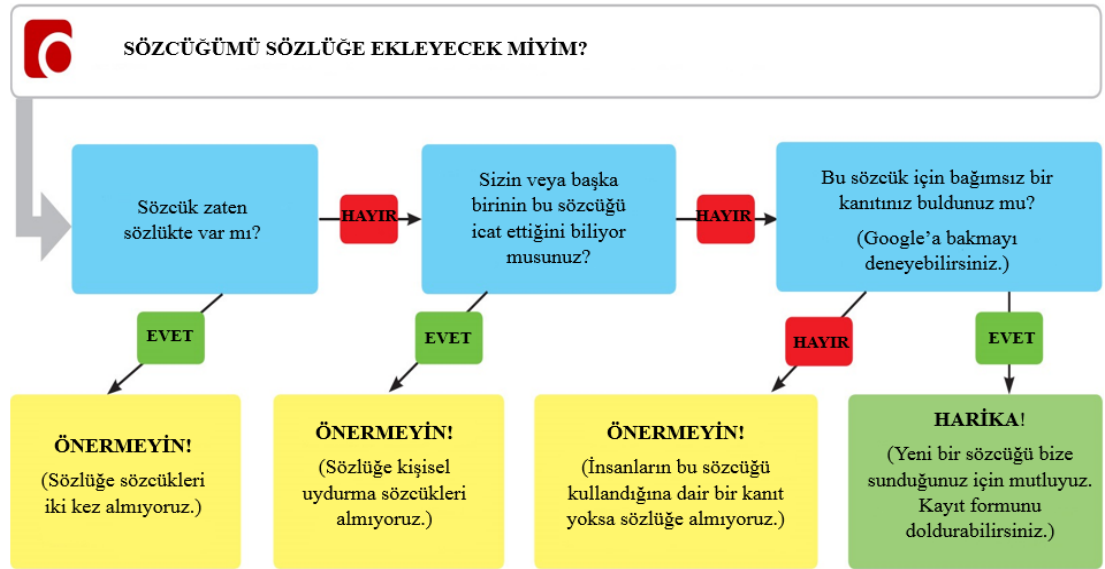 SÖZCÜĞÜMÜ SÖZLÜĞE EKLEYECEK MİYİM?
Sözcük zaten
sözlükte var mı?
HAYIR
Sizin veya başka
birinin bu sözcüğü
icat ettiğini biliyor
musunuz?
HAYIR
Bu sözcük için bağımsız bir
kanıtınız buldunuz mu?
(Google’a bakmayı
deneyebilirsiniz.)
EVET
EVET
HAYIR
EVET
ÖNERMEYİN!
(Sözlüğe sözcükleri
iki kez almıyoruz.)
ÖNERMEYİN!
(Sözlüğe kişisel
uydurma sözcükleri
almıyoruz.)
ÖNERMEYİN!
(İnsanların bu sözcüğü
kullandığına dair bir kanıt
yoksa sözlüğe almıyoruz.)
HARİKA!
(Yeni bir sözcüğü bize
sunduğunuz için mutluyuz.
Kayıt formunu
doldurabilirsiniz.)